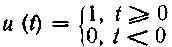 u (t) = {1, t ⩾ 0
0, t < 0